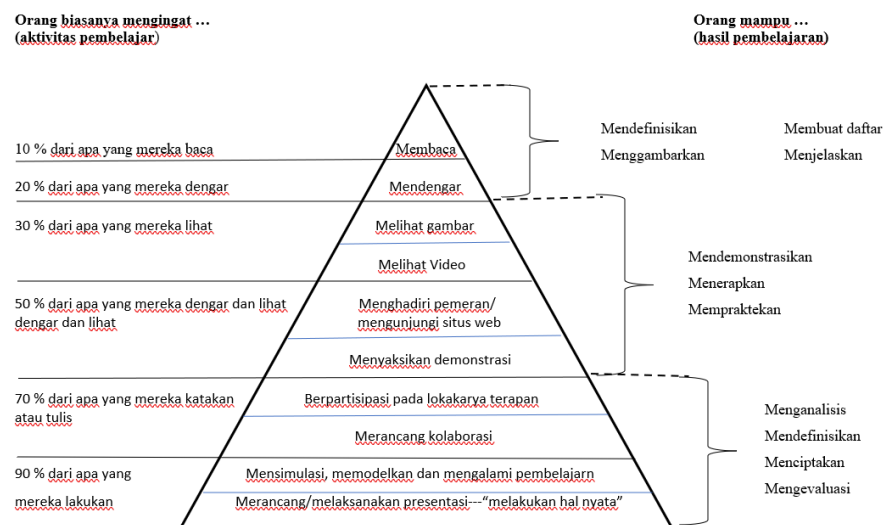 Orang biasanya mengingat …
(aktivitas pembelajar)
Orang mampu …
(hasil pembelajaran)
10 % dari apa yang mereka baca
Membaca
Mendefinisikan
Membuat daftar
Menggambarkan
Menjelaskan
20 % dari apa yang mereka dengar
Mendengar
30 % dari apa yang mereka lihat
Melihat gambar
Melihat Video
Mendemonstrasikan
Menerapkan
Mempraktekan
50 % dari apa yang mereka dengar dan lihat
dengar dan lihat
Menghadiri pemeran/
mengunjungi situs web
Menyaksikan demonstrasi
70 % dari apa yang mereka katakan
atau tulis
Berpartisipasi pada lokakarya terapan
Merancang kolaborasi
Menganalisis
Mendefinisikan
Menciptakan
Mengevaluasi
90 % dari apa yang
mereka lakukan
Mensimulasi, memodelkan dan mengalami pembelajarn
Merancang/melaksanakan presentasi---“melakukan hal nyata”